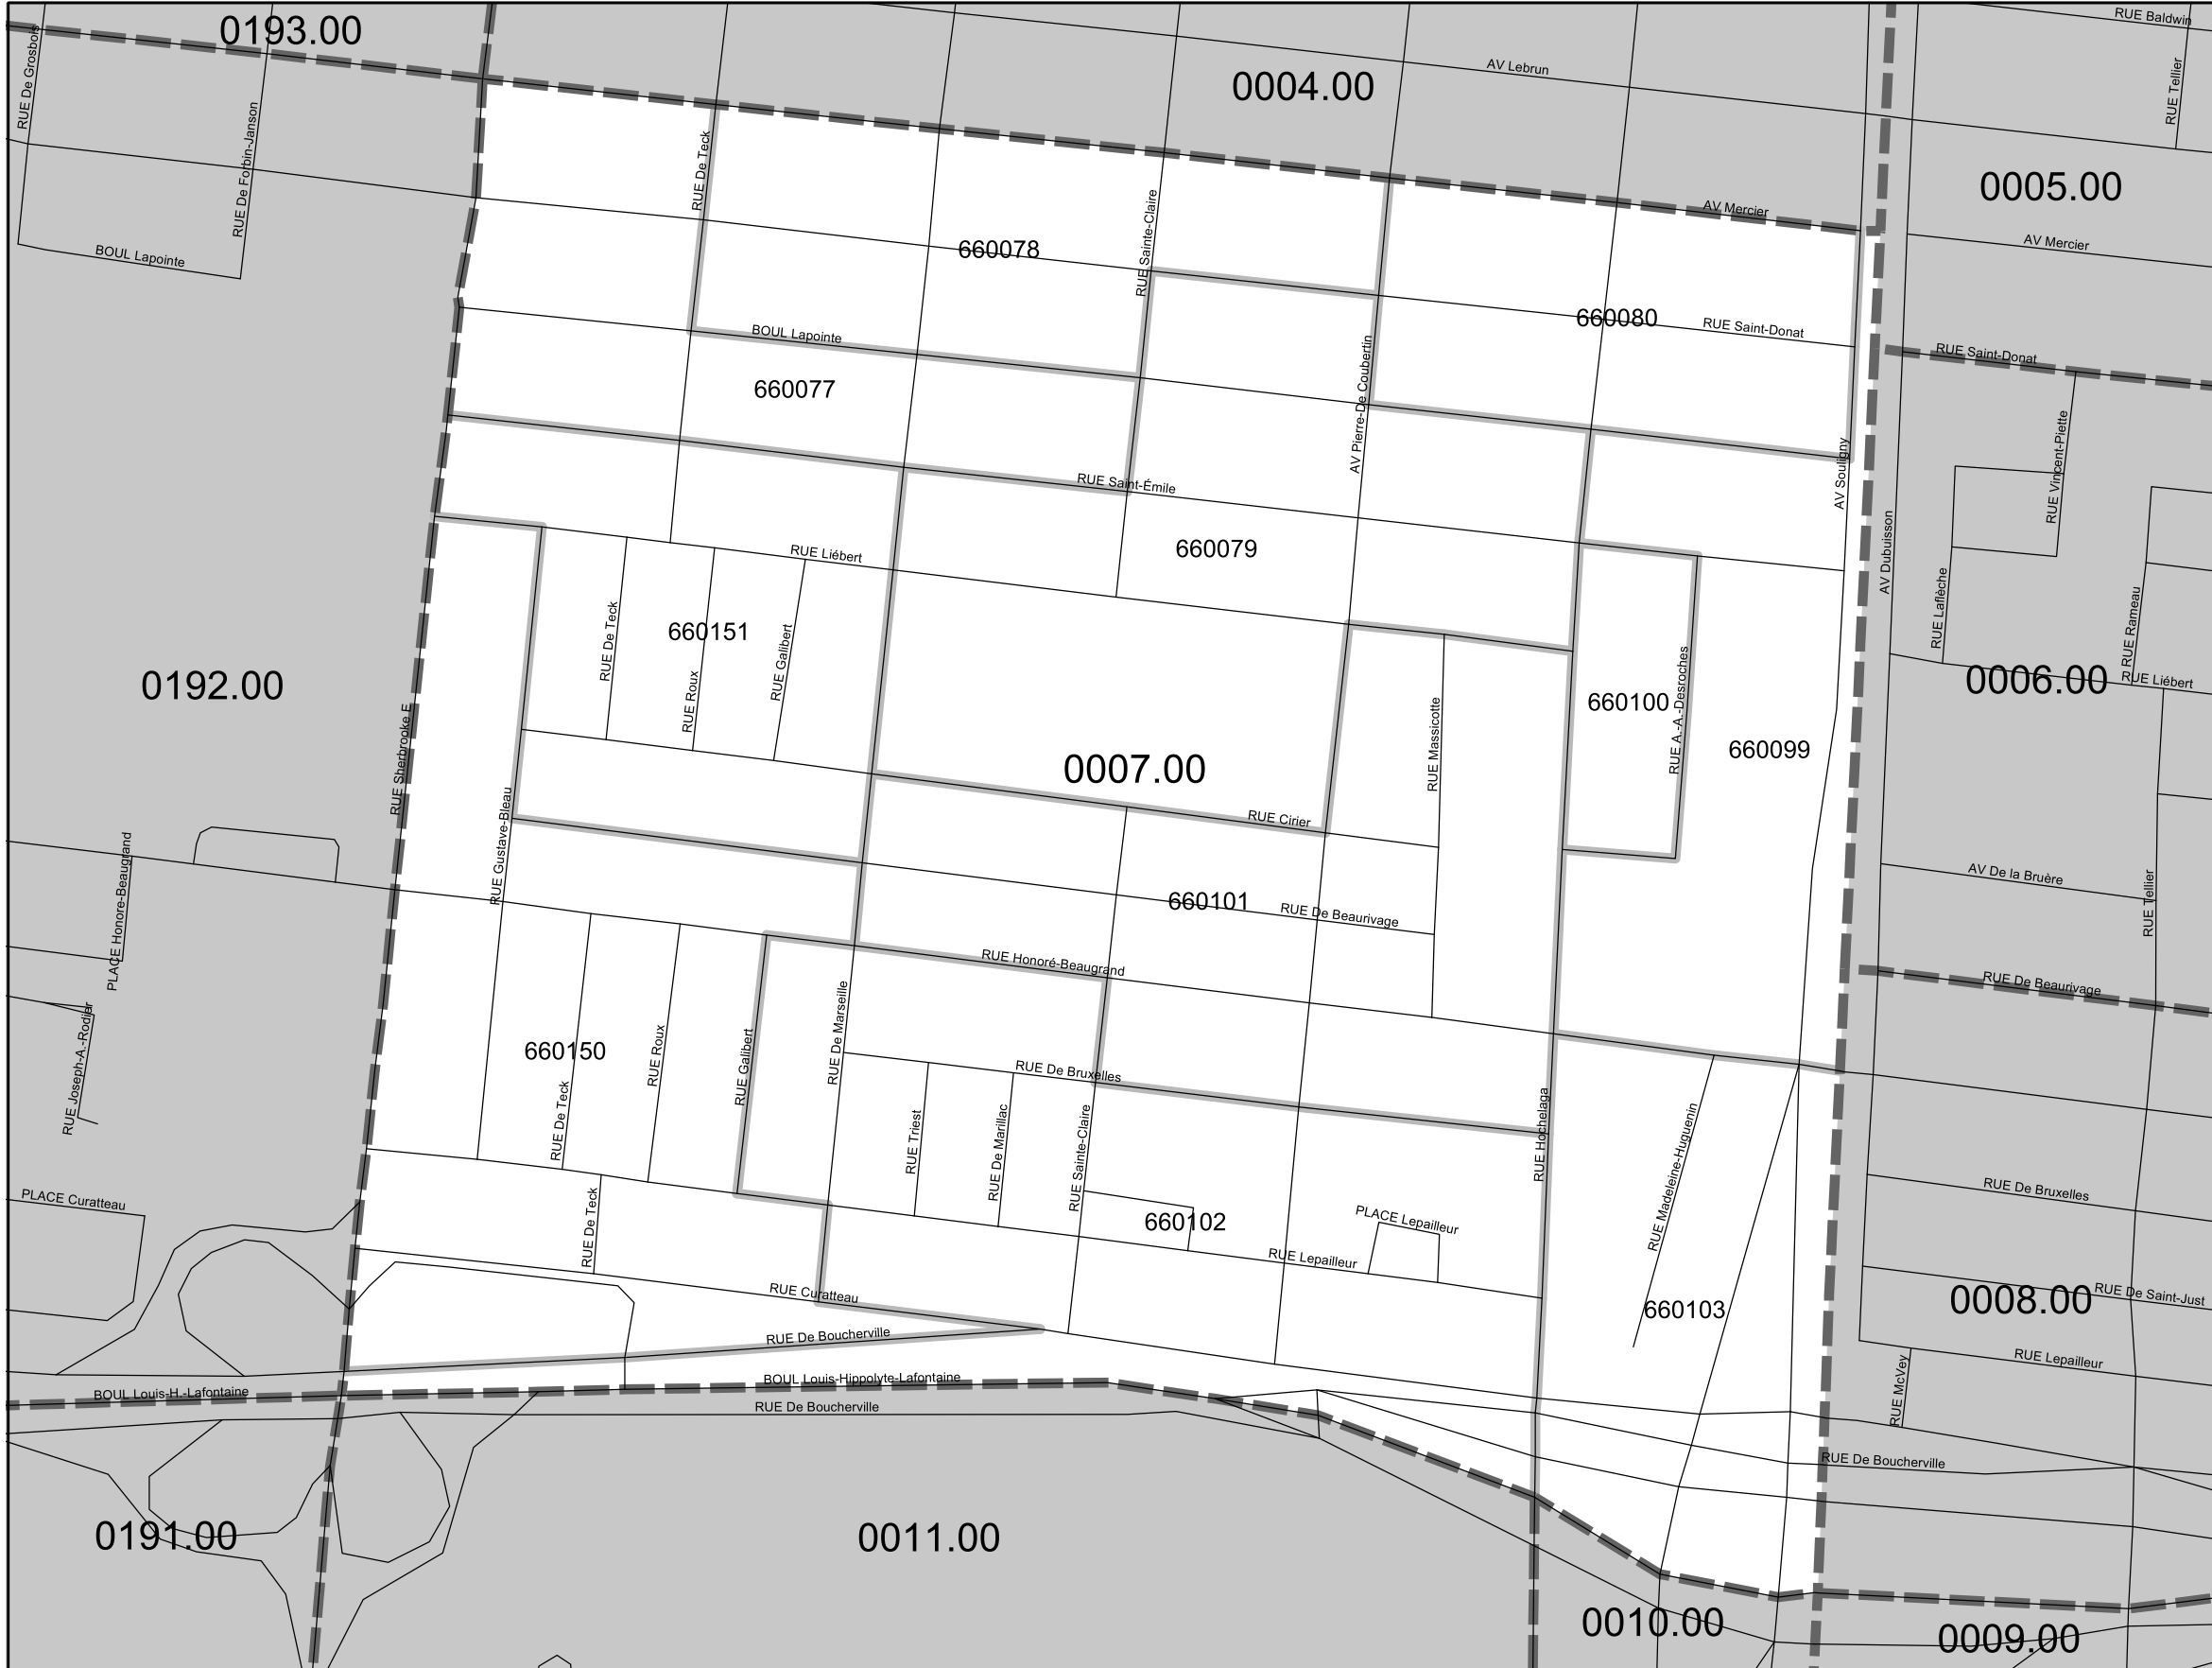 0193.00
RUE Baldwin
RUE De Grosbois
AV Lebrun
0004.00
RUE Tellier
RUE De Forbin-Janson
RUE De Teck
0005.00
AV Mercier
RUE Sainte-Claire
AV Mercier
BOUL Lapointe
660078
660080
RUE Saint-Donat
BOUL Lapointe
RUE Saint-Donat
AV Pierre-De Coubertin
660077
AV Souligny
RUE Vincent-Piette
RUE Saint-Émile
660079
AV Dubuisson
RUE Liébert
RUE Laflèche
RUE Rameau
RUE De Teck
660151
RUE Galibert
RUE Roux
0192.00
0006.00
RUE Liébert
660100
RUE A.-A.-Desroches
RUE Massicotte
660099
0007.00
RUE Sherbrooke E
RUE Gustave-Bleau
RUE Cirier
PLACE Honore-Beaugrand
AV De la Bruère
RUE Tellier
660101
RUE De Beaurivage
RUE Honoré-Beaugrand
RUE De Beaurivage
RUE Joseph-A.-Rodier
660150
RUE Roux
RUE Galibert
RUE De Marseille
RUE De Bruxelles
RUE De Teck
RUE Triest
RUE De Marillac
RUE Sainte-Claire
RUE Hochelaga
RUE Madeleine-Huguenin
PLACE Curatteau
RUE De Bruxelles
RUE De Teck
660102
PLACE Lepailleur
RUE Lepailleur
RUE Curatteau
660103
0008.00
RUE De Saint-Just
RUE De Boucherville
RUE Lepailleur
RUE McVey
BOUL Louis-H.-Lafontaine
BOUL Louis-Hippolyte-Lafontaine
RUE De Boucherville
RUE De Boucherville
0191.00
0011.00
0010.00
0009.00